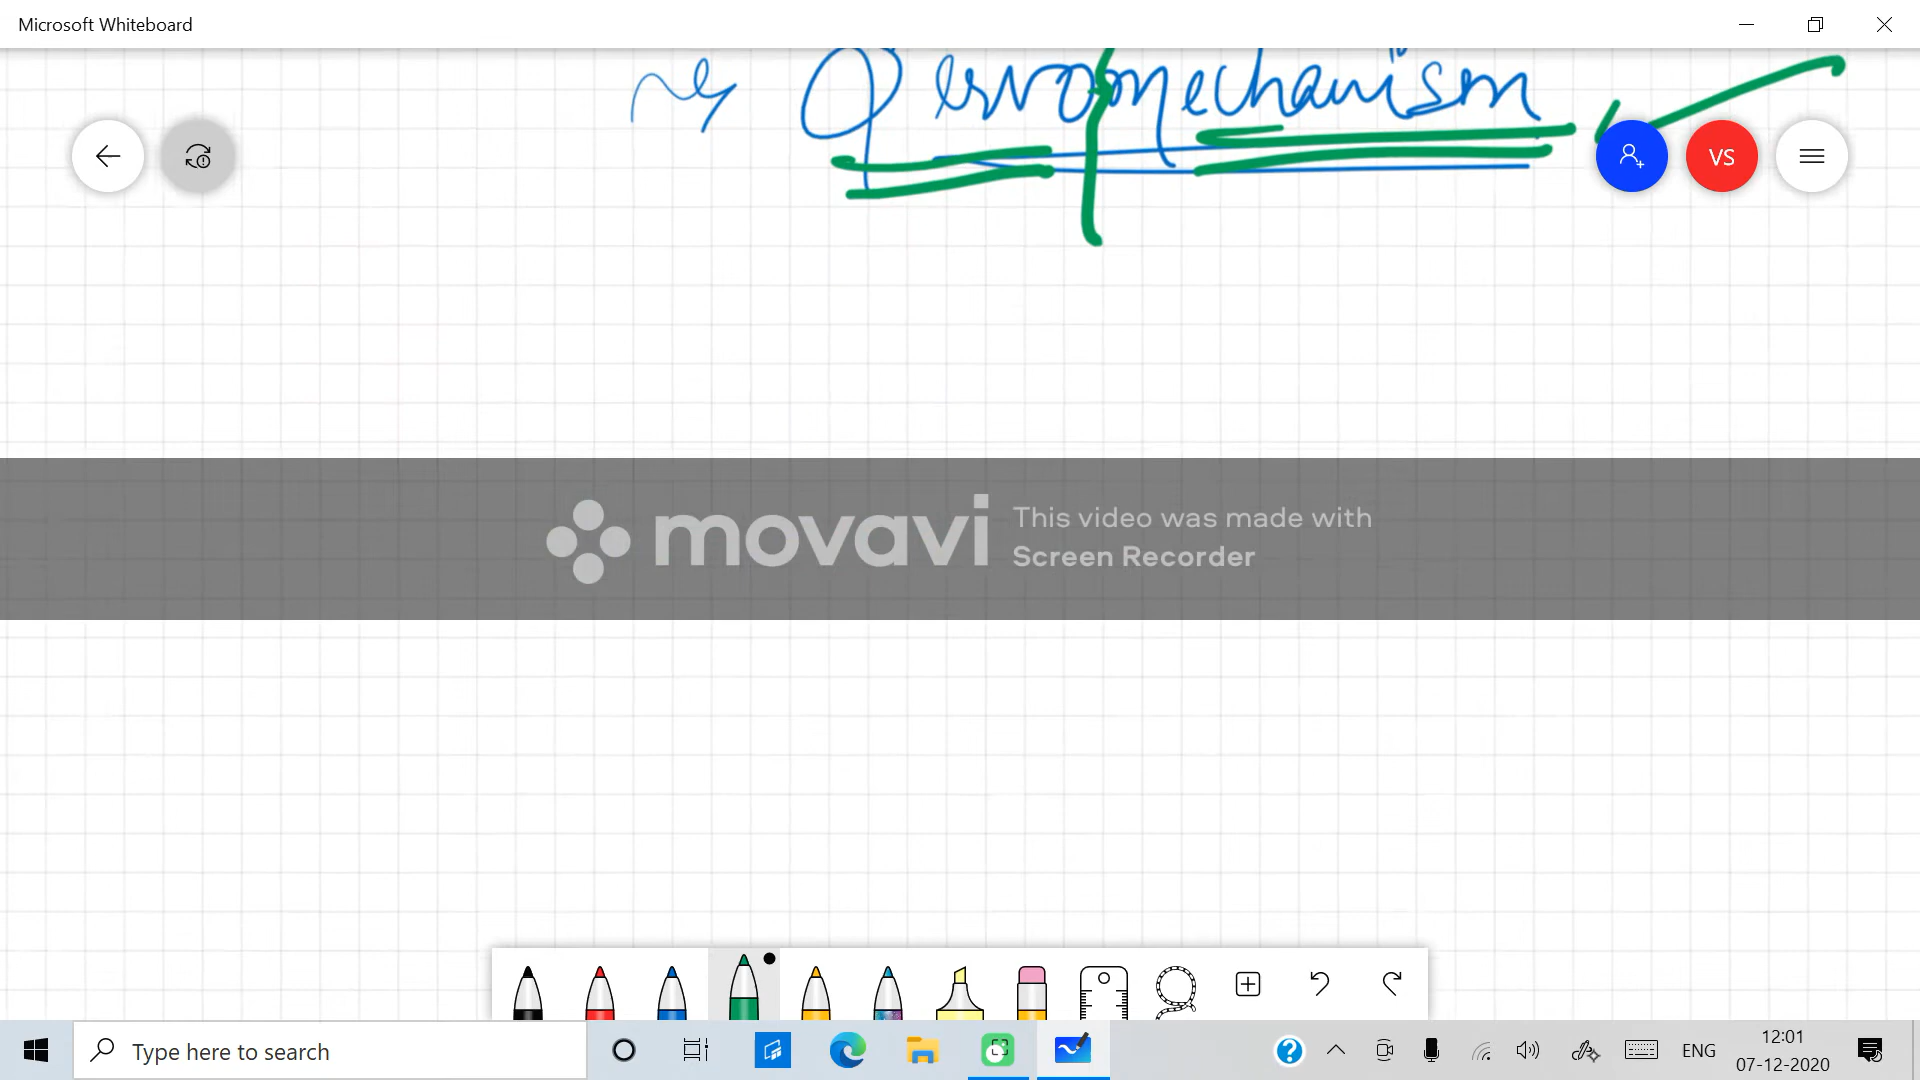 Microsoft Whiteboard
Servomechanism
VS
movavi
This video was made with
Screen Recorder
Type here to search
ENG
12:01
07-12-2020